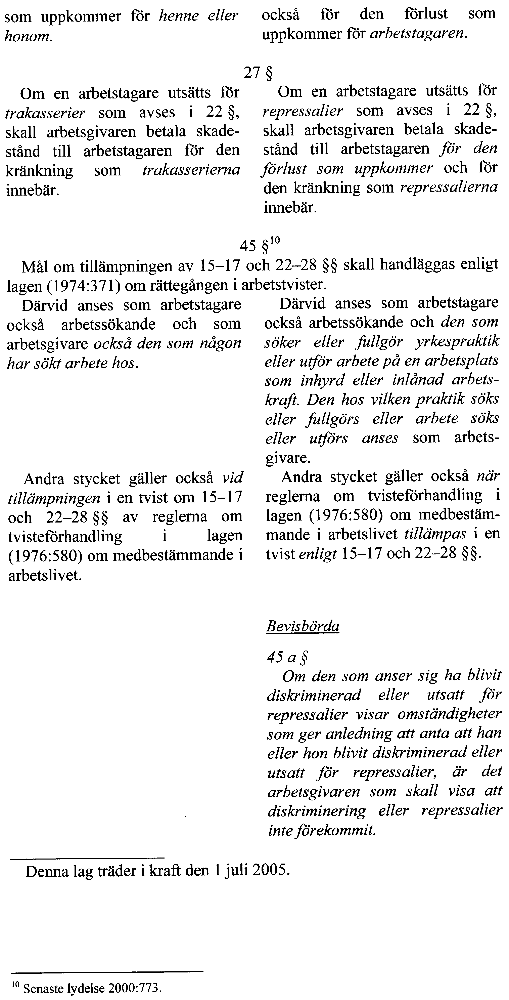 som uppkommer för henne eller
honom.
också för den förlust som
uppkommer för arbetstagaren.
27 §
Om en arbetstagare utsätts för
trakasserier som avses i 22 §,
skall arbetsgivaren betala skade-
stånd till arbetstagaren för den
kränkning som trakasserierna
innebär.
Om en arbetstagare utsätts för
repressalier som avses i 22 §,
skall arbetsgivaren betala skade-
stånd till arbetstagaren för den
förlust som uppkommer och för
den kränkning som repressalierna
innebär.
45 §¹⁰
Mål om tillämpningen av 15–17 och 22–28 §§ skall handläggas enligt
lagen (1974:371) om rättegången i arbetstvister.
Därvid anses som arbetstagare
också arbetssökande och som
arbetsgivare också den som någon
har sökt arbete hos.
Därvid anses som arbetstagare
också arbetssökande och den som
söker eller fullgör yrkespraktik
eller utför arbete på en arbetsplats
som inhyrd eller inlånad arbets-
kraft. Den hos vilken praktik söks
eller fullgörs eller arbete söks
eller utförs anses som arbets-
givare.
Andra stycket gäller också vid
tillämpningen i en tvist om 15–17
och 22–28 §§ av reglerna om
tvisteförhandling i lagen
(1976:580) om medbestämmande i
arbetslivet.
Andra stycket gäller också när
reglerna om tvisteförhandling i
lagen (1976:580) om medbestäm-
mande i arbetslivet tillämpas i en
tvist enligt 15–17 och 22–28 §§.
Bevisbörda
45 a §
Om den som anser sig ha blivit
diskriminerad eller utsatt för
repressalier visar omständigheter
som ger anledning att anta att han
eller hon blivit diskriminerad eller
utsatt för repressalier, är det
arbetsgivaren som skall visa att
diskriminering eller repressalier
inte förekommit.
Denna lag träder i kraft den 1 juli 2005.
¹⁰ Senaste lydelse 2000:773.